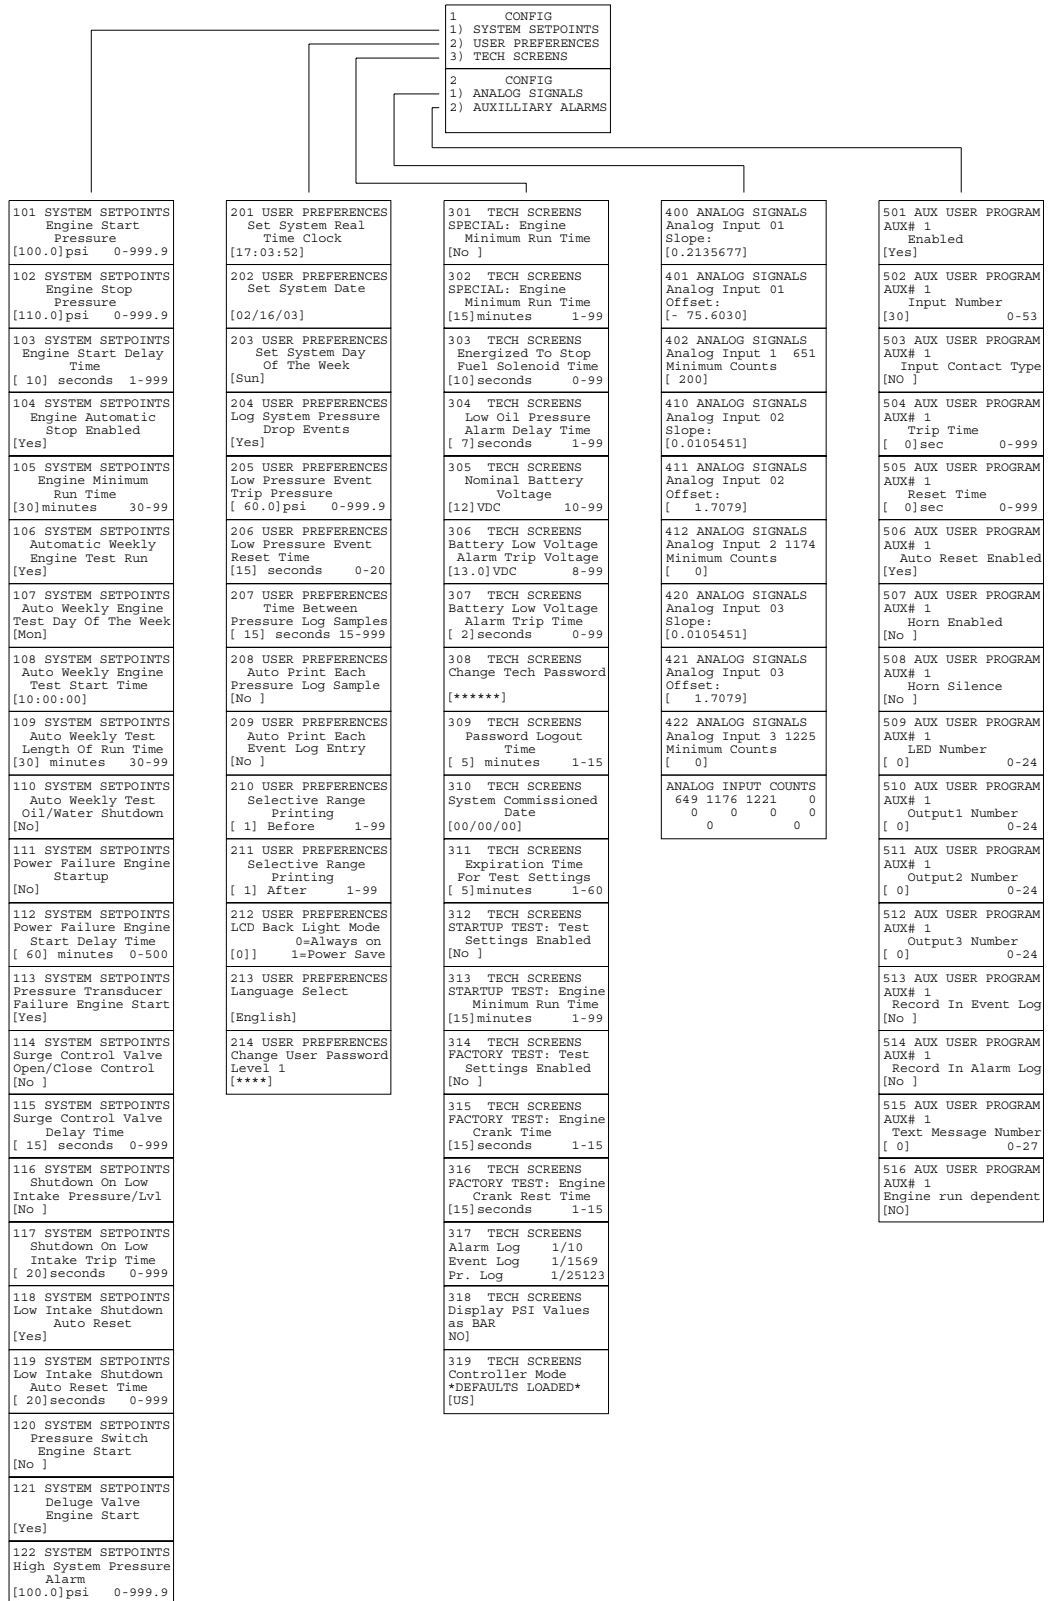 1 CONFIG
1) SYSTEM SETPOINTS
2) USER PREFERENCES
3) TECH SCREENS
2 CONFIG
1) ANALOG SIGNALS
2) AUXILLIARY ALARMS
101 SYSTEM SETPOINTS
Engine Start
Pressure
[100.0]psi 0-999.9
102 SYSTEM SETPOINTS
Engine Stop
Pressure
[110.0]psi 0-999.9
103 SYSTEM SETPOINTS
Engine Start Delay
Time
[ 10] seconds 1-999
104 SYSTEM SETPOINTS
Engine Automatic
Stop Enabled
[Yes]
105 SYSTEM SETPOINTS
Engine Minimum
Run Time
[30]minutes 30-99
106 SYSTEM SETPOINTS
Automatic Weekly
Engine Test Run
[Yes]
107 SYSTEM SETPOINTS
Auto Weekly Engine
Test Day Of The Week
[Mon]
108 SYSTEM SETPOINTS
Auto Weekly Engine
Test Start Time
[10:00:00]
109 SYSTEM SETPOINTS
Auto Weekly Test
Length Of Run Time
[30] minutes 30-99
110 SYSTEM SETPOINTS
Auto Weekly Test
Oil/Water Shutdown
[No]
111 SYSTEM SETPOINTS
Power Failure Engine
Startup
[No]
112 SYSTEM SETPOINTS
Power Failure Engine
Start Delay Time
[ 60] minutes 0-500
113 SYSTEM SETPOINTS
Pressure Transducer
Failure Engine Start
[Yes]
114 SYSTEM SETPOINTS
Surge Control Valve
Open/Close Control
[No ]
115 SYSTEM SETPOINTS
Surge Control Valve
Delay Time
[ 15] seconds 0-999
116 SYSTEM SETPOINTS
Shutdown On Low
Intake Pressure/Lvl
[No ]
117 SYSTEM SETPOINTS
Shutdown On Low
Intake Trip Time
[ 20]seconds 0-999
118 SYSTEM SETPOINTS
Low Intake Shutdown
Auto Reset
[Yes]
119 SYSTEM SETPOINTS
Low Intake Shutdown
Auto Reset Time
[ 20]seconds 0-999
120 SYSTEM SETPOINTS
Pressure Switch
Engine Start
[No ]
121 SYSTEM SETPOINTS
Deluge Valve
Engine Start
[Yes]
122 SYSTEM SETPOINTS
High System Pressure
Alarm
[100.0]psi 0-999.9
201 USER PREFERENCES
Set System Real
Time Clock
[17:03:52]
202 USER PREFERENCES
Set System Date
[02/16/03]
203 USER PREFERENCES
Set System Day
Of The Week
[Sun]
204 USER PREFERENCES
Log System Pressure
Drop Events
[Yes]
205 USER PREFERENCES
Low Pressure Event
Trip Pressure
[ 60.0]psi 0-999.9
206 USER PREFERENCES
Low Pressure Event
Reset Time
[15] seconds 0-20
207 USER PREFERENCES
Time Between
Pressure Log Samples
[ 15] seconds 15-999
208 USER PREFERENCES
Auto Print Each
Pressure Log Sample
[No ]
209 USER PREFERENCES
Auto Print Each
Event Log Entry
[No ]
210 USER PREFERENCES
Selective Range
Printing
[ 1] Before 1-99
211 USER PREFERENCES
Selective Range
Printing
[ 1] After 1-99
212 USER PREFERENCES
LCD Back Light Mode
0=Always on
[0]] 1=Power Save
213 USER PREFERENCES
Language Select
[English]
214 USER PREFERENCES
Change User Password
Level 1
[****]
301 TECH SCREENS
SPECIAL: Engine
Minimum Run Time
[No ]
302 TECH SCREENS
SPECIAL: Engine
Minimum Run Time
[15]minutes 1-99
303 TECH SCREENS
Energized To Stop
Fuel Solenoid Time
[10]seconds 0-99
304 TECH SCREENS
Low Oil Pressure
Alarm Delay Time
[ 7]seconds 1-99
305 TECH SCREENS
Nominal Battery
Voltage
[12]VDC 10-99
306 TECH SCREENS
Battery Low Voltage
Alarm Trip Voltage
[13.0]VDC 8-99
307 TECH SCREENS
Battery Low Voltage
Alarm Trip Time
[ 2]seconds 0-99
308 TECH SCREENS
Change Tech Password
[******]
309 TECH SCREENS
Password Logout
Time
[ 5] minutes 1-15
310 TECH SCREENS
System Commissioned
Date
[00/00/00]
311 TECH SCREENS
Expiration Time
For Test Settings
[ 5]minutes 1-60
312 TECH SCREENS
STARTUP TEST: Test
Settings Enabled
[No ]
313 TECH SCREENS
STARTUP TEST: Engine
Minimum Run Time
[15]minutes 1-99
314 TECH SCREENS
FACTORY TEST: Test
Settings Enabled
[No ]
315 TECH SCREENS
FACTORY TEST: Engine
Crank Time
[15]seconds 1-15
316 TECH SCREENS
FACTORY TEST: Engine
Crank Rest Time
[15]seconds 1-15
317 TECH SCREENS
Alarm Log 1/10
Event Log 1/1569
Pr. Log 1/25123
318 TECH SCREENS
Display PSI Values
as BAR
NO]
319 TECH SCREENS
Controller Mode
*DEFAULTS LOADED*
[US]
400 ANALOG SIGNALS
Analog Input 01
Slope:
[0.2135677]
401 ANALOG SIGNALS
Analog Input 01
Offset:
[- 75.6030]
402 ANALOG SIGNALS
Analog Input 1 651
Minimum Counts
[ 200]
410 ANALOG SIGNALS
Analog Input 02
Slope:
[0.0105451]
411 ANALOG SIGNALS
Analog Input 02
Offset:
[ 1.7079]
412 ANALOG SIGNALS
Analog Input 2 1174
Minimum Counts
[ 0]
420 ANALOG SIGNALS
Analog Input 03
Slope:
[0.0105451]
421 ANALOG SIGNALS
Analog Input 03
Offset:
[ 1.7079]
422 ANALOG SIGNALS
Analog Input 3 1225
Minimum Counts
[ 0]
ANALOG INPUT COUNTS
649 1176 1221 0
0 0 0 0
0 0
501 AUX USER PROGRAM
AUX# 1
Enabled
[Yes]
502 AUX USER PROGRAM
AUX# 1
Input Number
[30] 0-53
503 AUX USER PROGRAM
AUX# 1
Input Contact Type
[NO ]
504 AUX USER PROGRAM
AUX# 1
Trip Time
[ 0]sec 0-999
505 AUX USER PROGRAM
AUX# 1
Reset Time
[ 0]sec 0-999
506 AUX USER PROGRAM
AUX# 1
Auto Reset Enabled
[Yes]
507 AUX USER PROGRAM
AUX# 1
Horn Enabled
[No ]
508 AUX USER PROGRAM
AUX# 1
Horn Silence
[No ]
509 AUX USER PROGRAM
AUX# 1
LED Number
[ 0] 0-24
510 AUX USER PROGRAM
AUX# 1
Output1 Number
[ 0] 0-24
511 AUX USER PROGRAM
AUX# 1
Output2 Number
[ 0] 0-24
512 AUX USER PROGRAM
AUX# 1
Output3 Number
[ 0] 0-24
513 AUX USER PROGRAM
AUX# 1
Record In Event Log
[No ]
514 AUX USER PROGRAM
AUX# 1
Record In Alarm Log
[No ]
515 AUX USER PROGRAM
AUX# 1
Text Message Number
[ 0] 0-27
516 AUX USER PROGRAM
AUX# 1
Engine run dependent
[NO]